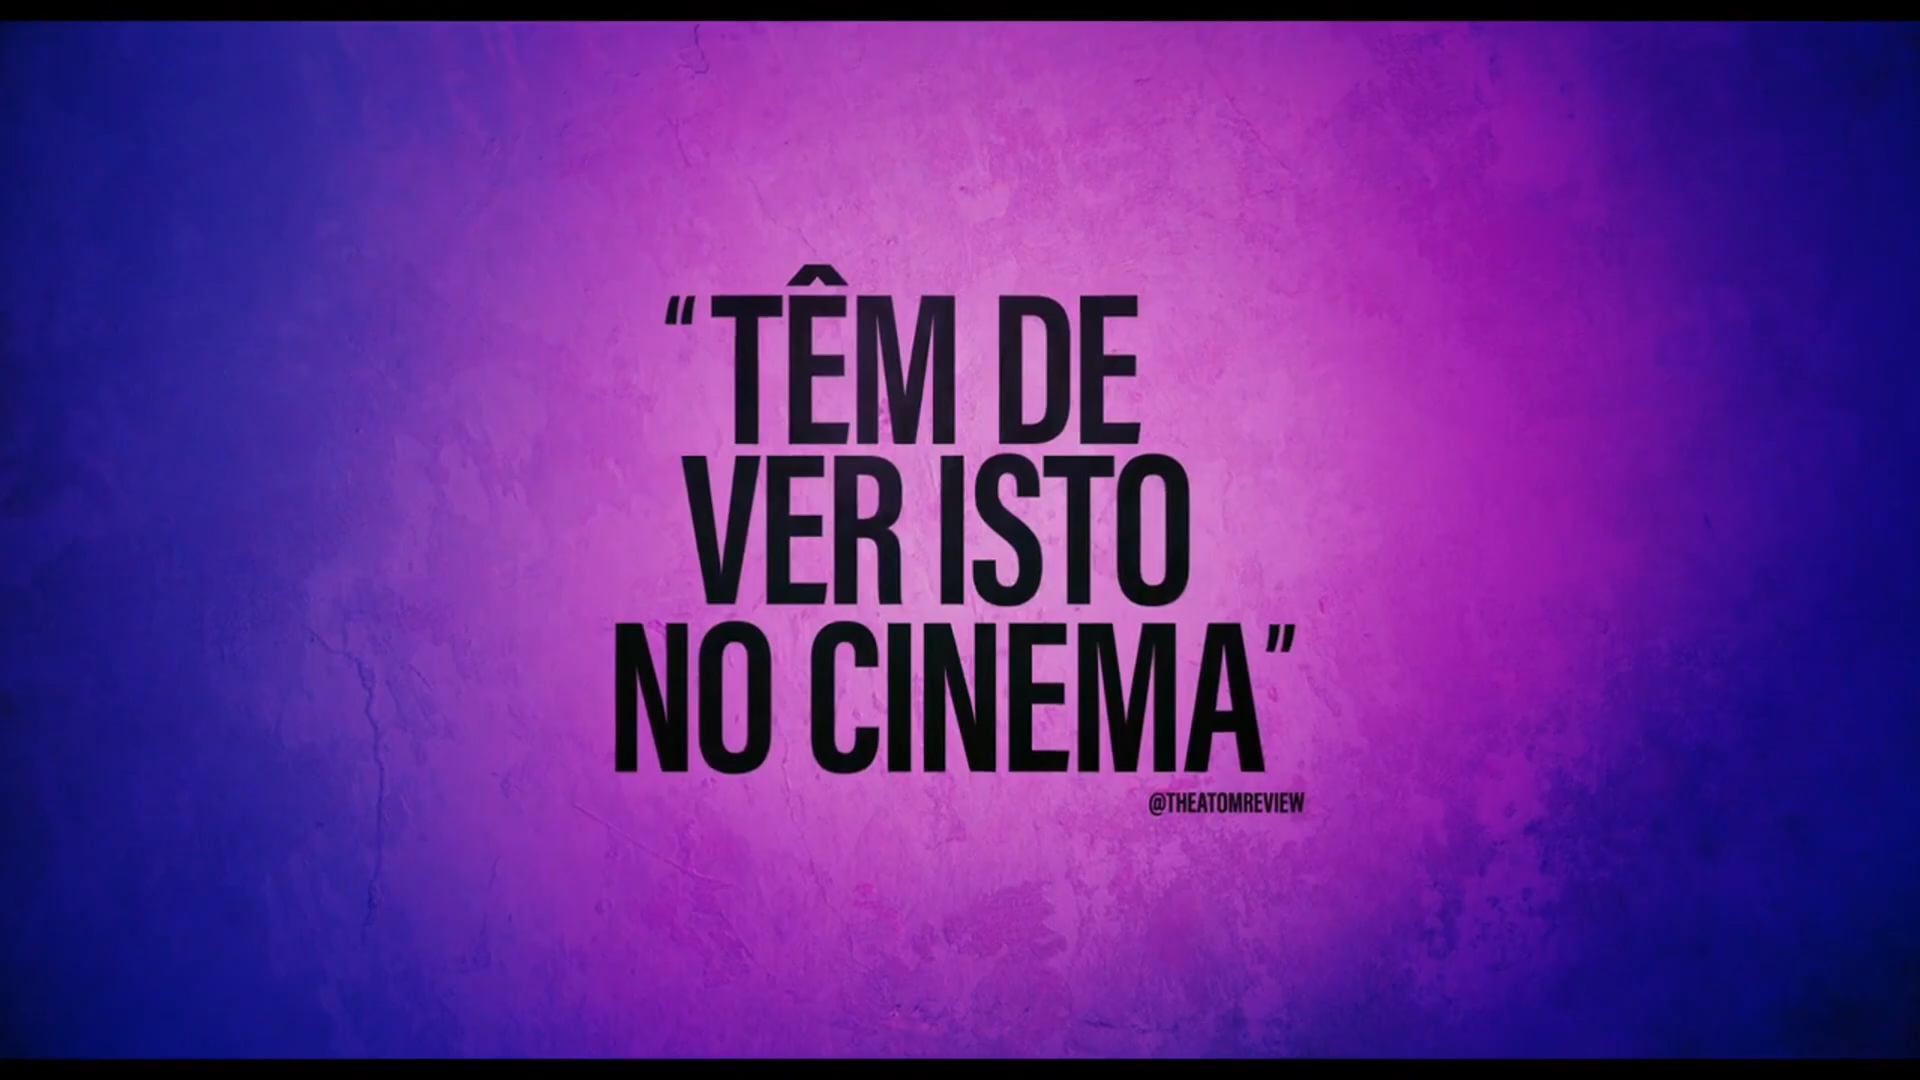 “TÊM DE
VER ISTO
NO CINEMA”
@THEATOMREVIEW